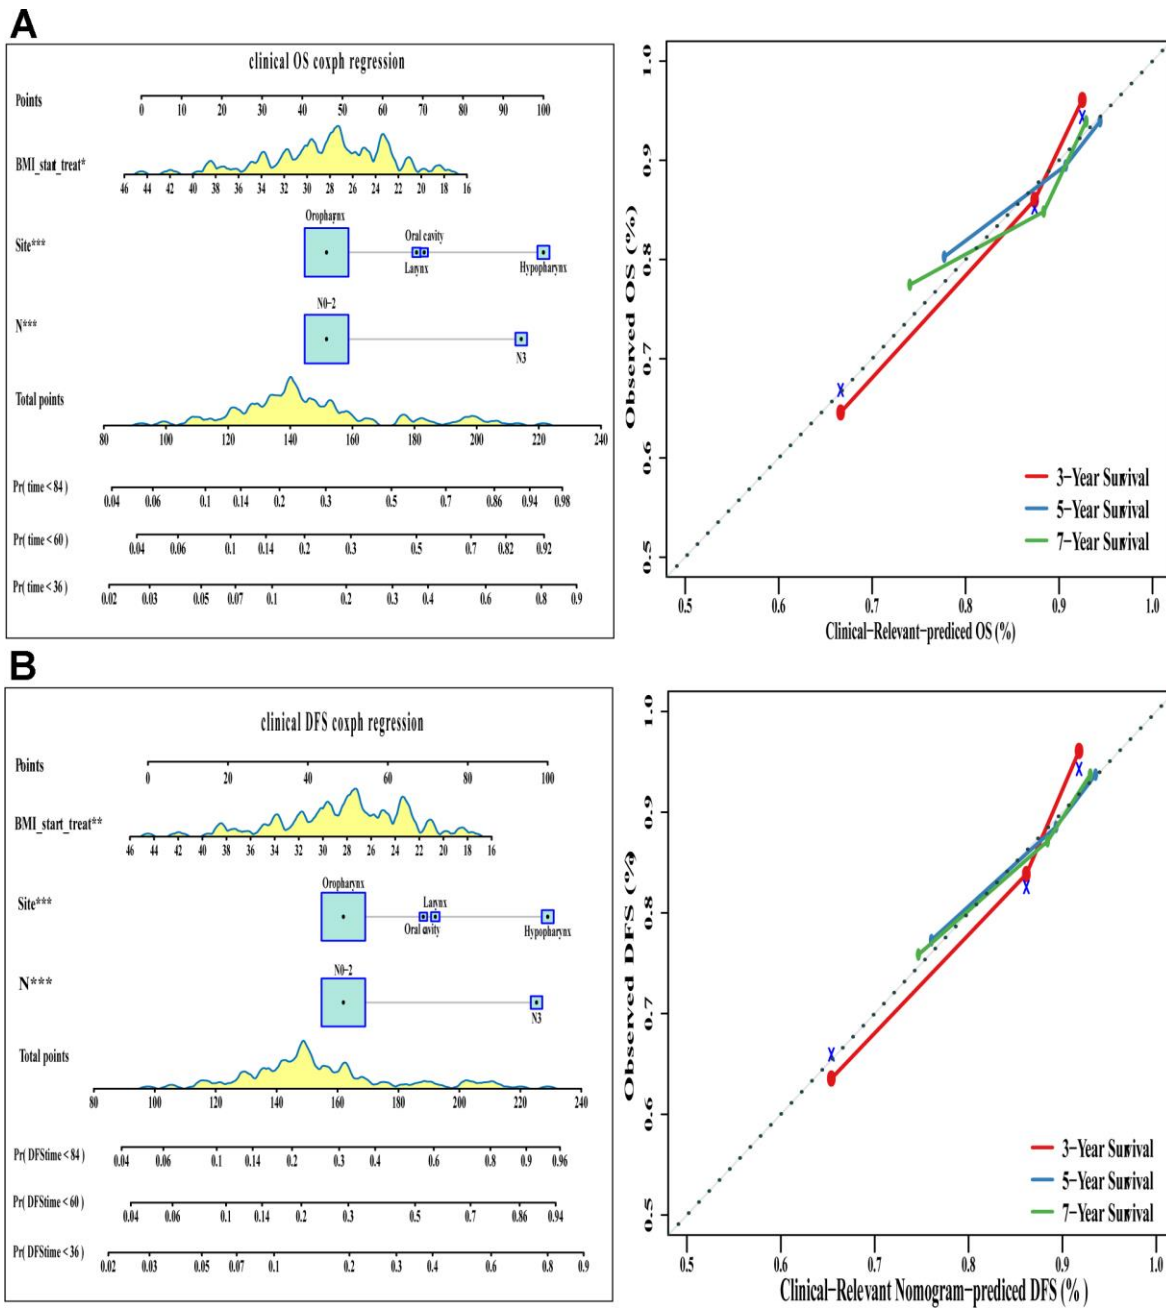 A
clinical OS coxph regression
Points
0 10 20 30 40 50 60 70 80 90 100
BMI_start_treat*
46 44 42 40 38 36 34 32 30 28 26 24 22 20 18 16
Oropharynx
Site***
Oral cavity
Larynx
Hypopharynx
N0-2
N***
N3
Total points
80 100 120 140 160 180 200 220 240
Pr( time < 84 )
0.04 0.06 0.1 0.14 0.2 0.3 0.5 0.7 0.86 0.94 0.98
Pr( time < 60 )
0.04 0.06 0.1 0.14 0.2 0.3 0.5 0.7 0.82 0.92
Pr( time < 36 )
0.02 0.03 0.05 0.07 0.1 0.2 0.3 0.4 0.6 0.8 0.9
Observed OS (%)
1.0
0.9
0.8
0.7
0.6
0.5
3-Year Survival
5-Year Survival
7-Year Survival
0.5 0.6 0.7 0.8 0.9 1.0
Clinical-Relevant-prediced OS (%)
B
clinical DFS coxph regression
Points
0 20 40 60 80 100
BMI_start_treat**
46 44 42 40 38 36 34 32 30 28 26 24 22 20 18 16
Oropharynx
Site***
Larynx
Oral cavity
Hypopharynx
N0-2
N***
N3
Total points
80 100 120 140 160 180 200 220 240
Pr( DFStime < 84 )
0.04 0.06 0.1 0.14 0.2 0.3 0.4 0.6 0.8 0.9 0.96
Pr( DFStime < 60 )
0.04 0.06 0.1 0.14 0.2 0.3 0.5 0.7 0.86 0.94
Pr( DFStime < 36 )
0.02 0.03 0.05 0.07 0.1 0.2 0.3 0.4 0.6 0.8 0.9
Observed DFS (%)
1.0
0.9
0.8
0.7
0.6
0.5
3-Year Survival
5-Year Survival
7-Year Survival
0.5 0.6 0.7 0.8 0.9 1.0
Clinical-Relevant Nomogram-prediced DFS (% )